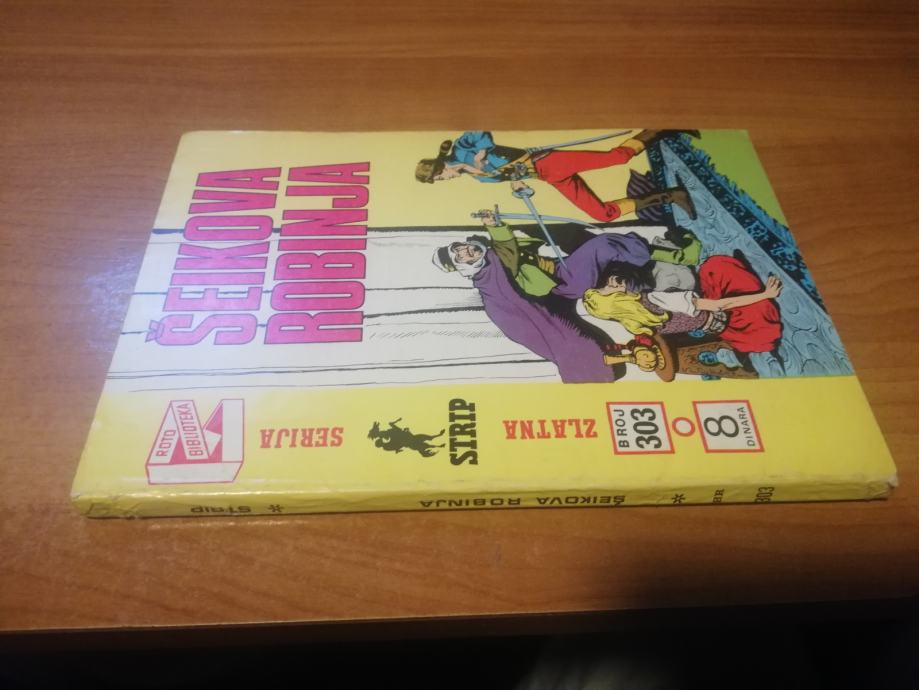 ŠEIKOVA
ROBINJA
ROTO
BIBLIOTEKA
SERIJA
STRIP
ZLATNA
BROJ
303
8
DINARA
STRIP * ŠEIKOVA ROBINJA * BR 303